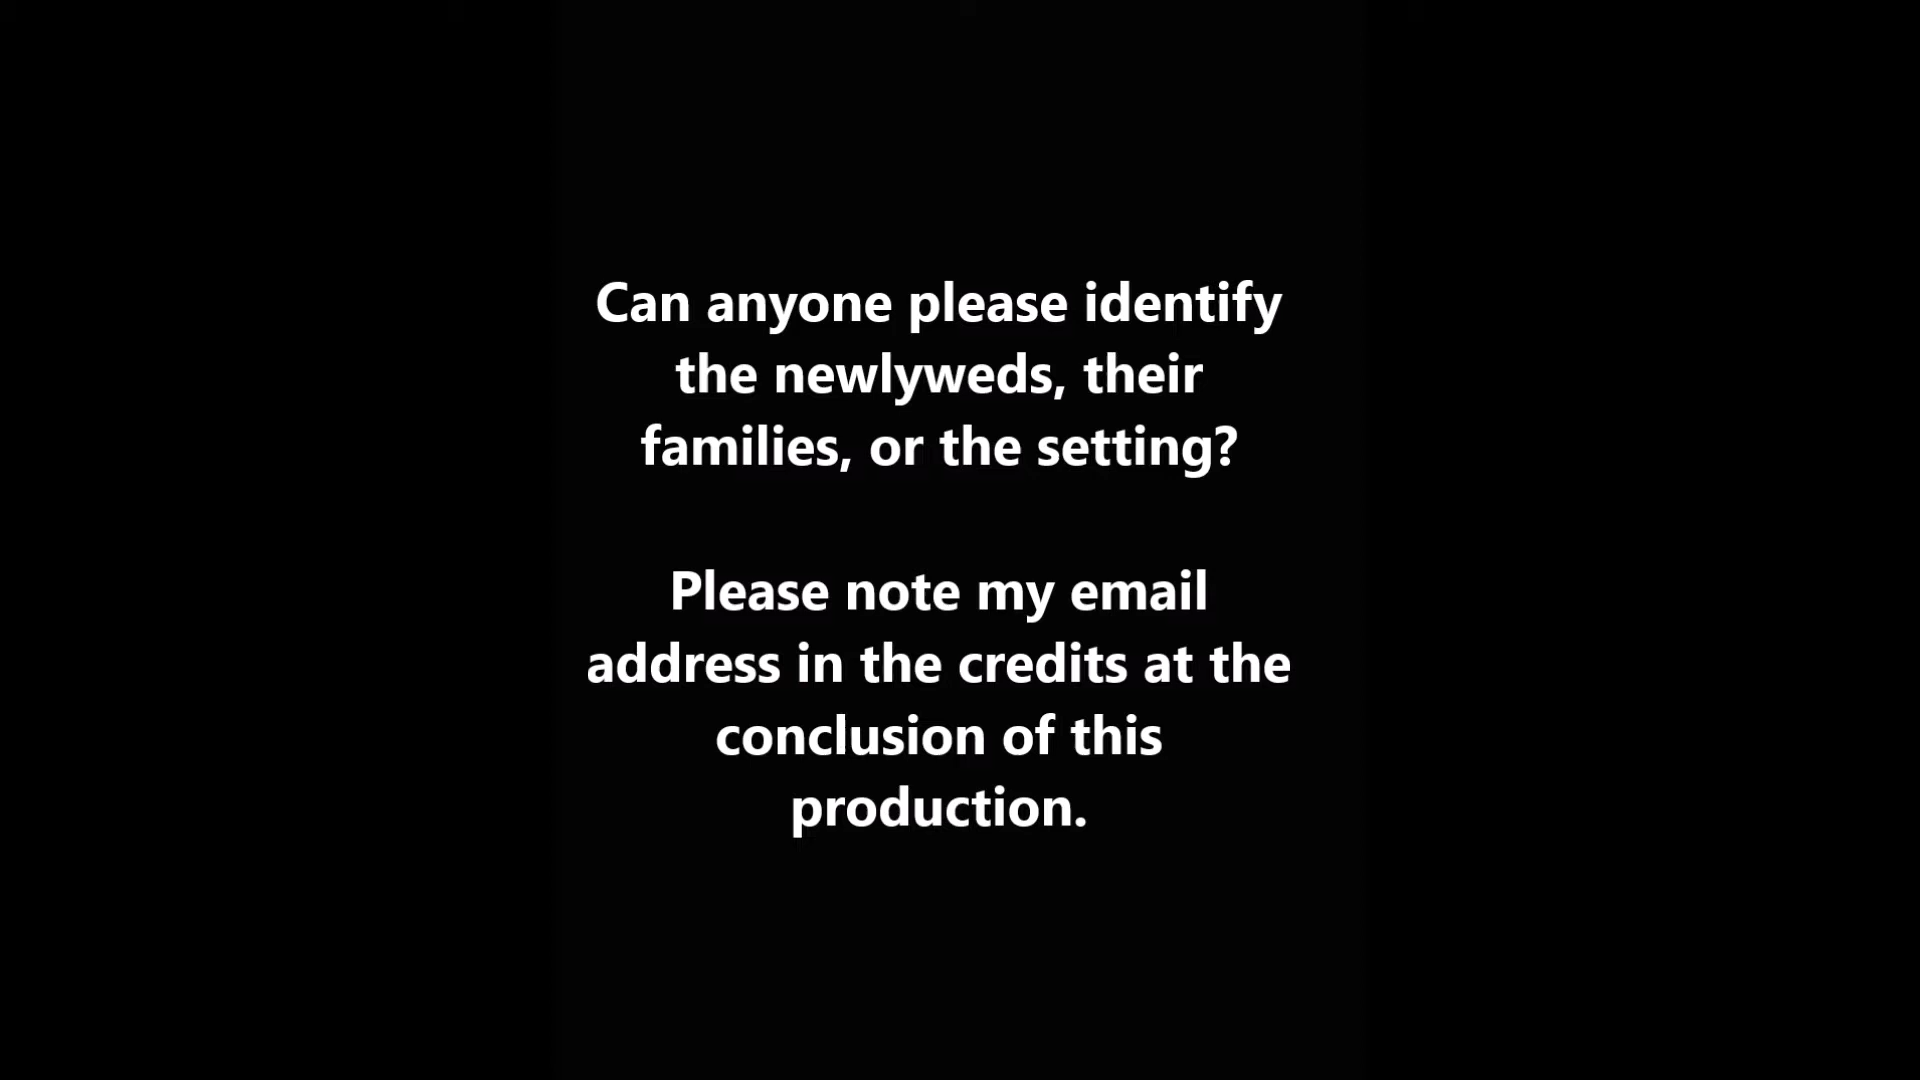 Can anyone please identify
the newlyweds, their
families, or the setting?
Please note my email
address in the credits at the
conclusion of this
production.